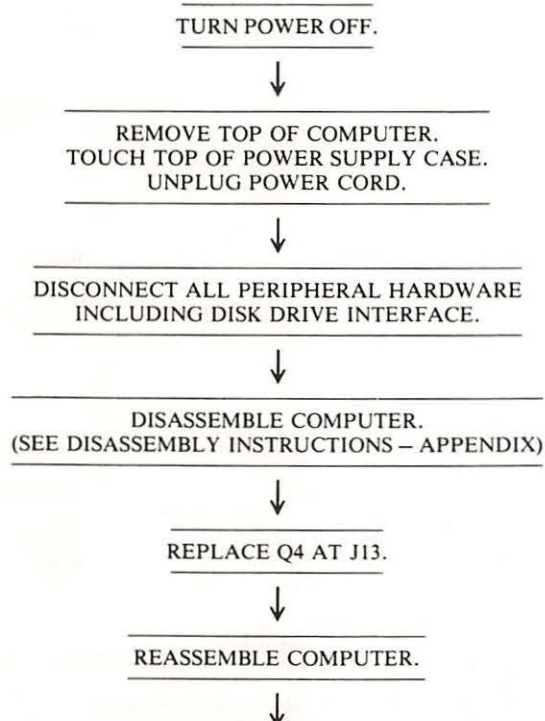 TURN POWER OFF.
REMOVE TOP OF COMPUTER.
TOUCH TOP OF POWER SUPPLY CASE.
UNPLUG POWER CORD.
DISCONNECT ALL PERIPHERAL HARDWARE
INCLUDING DISK DRIVE INTERFACE.
DISASSEMBLE COMPUTER.
(SEE DISASSEMBLY INSTRUCTIONS – APPENDIX)
REPLACE Q4 AT J13.
REASSEMBLE COMPUTER.